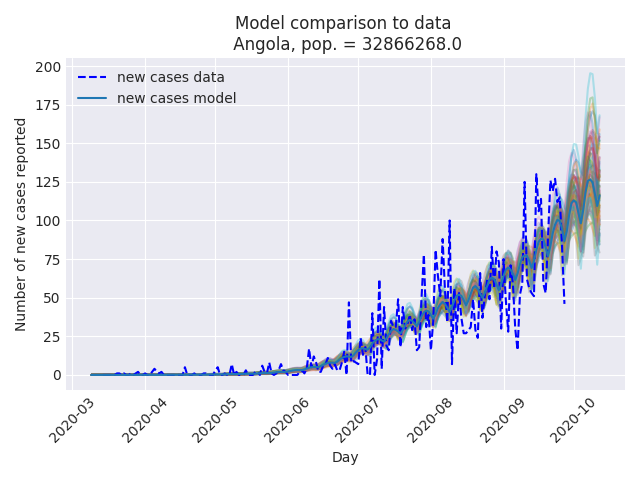 Model comparison to data
Angola, pop. = 32866268.0
new cases data
new cases model
Number of new cases reported
200
175
150
125
100
75
50
25
0
2020-03
2020-04
2020-05
2020-06
2020-07
2020-08
2020-09
2020-10
Day